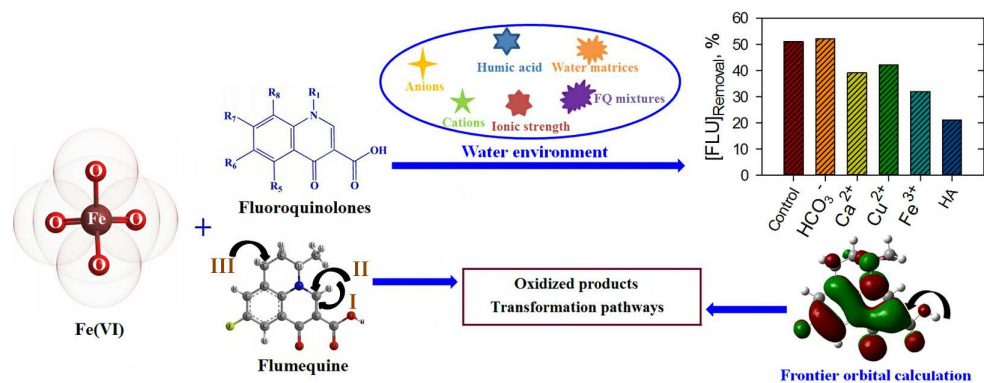 O
O
Fe
O
O
Fe(VI)
+
R₈
R₁
R₇
N
R₆
OH
R₅
O
O
Fluoroquinolones
III
II
I
Flumequine
Anions
Humic acid
Water matrices
Cations
Ionic strength
FQ mixtures
Water environment
Oxidized products
Transformation pathways
[FLU]Removal, %
60
50
40
30
20
10
0
Control
HCO₃⁻
Ca²⁺
Cu²⁺
Fe³⁺
HA
Frontier orbital calculation